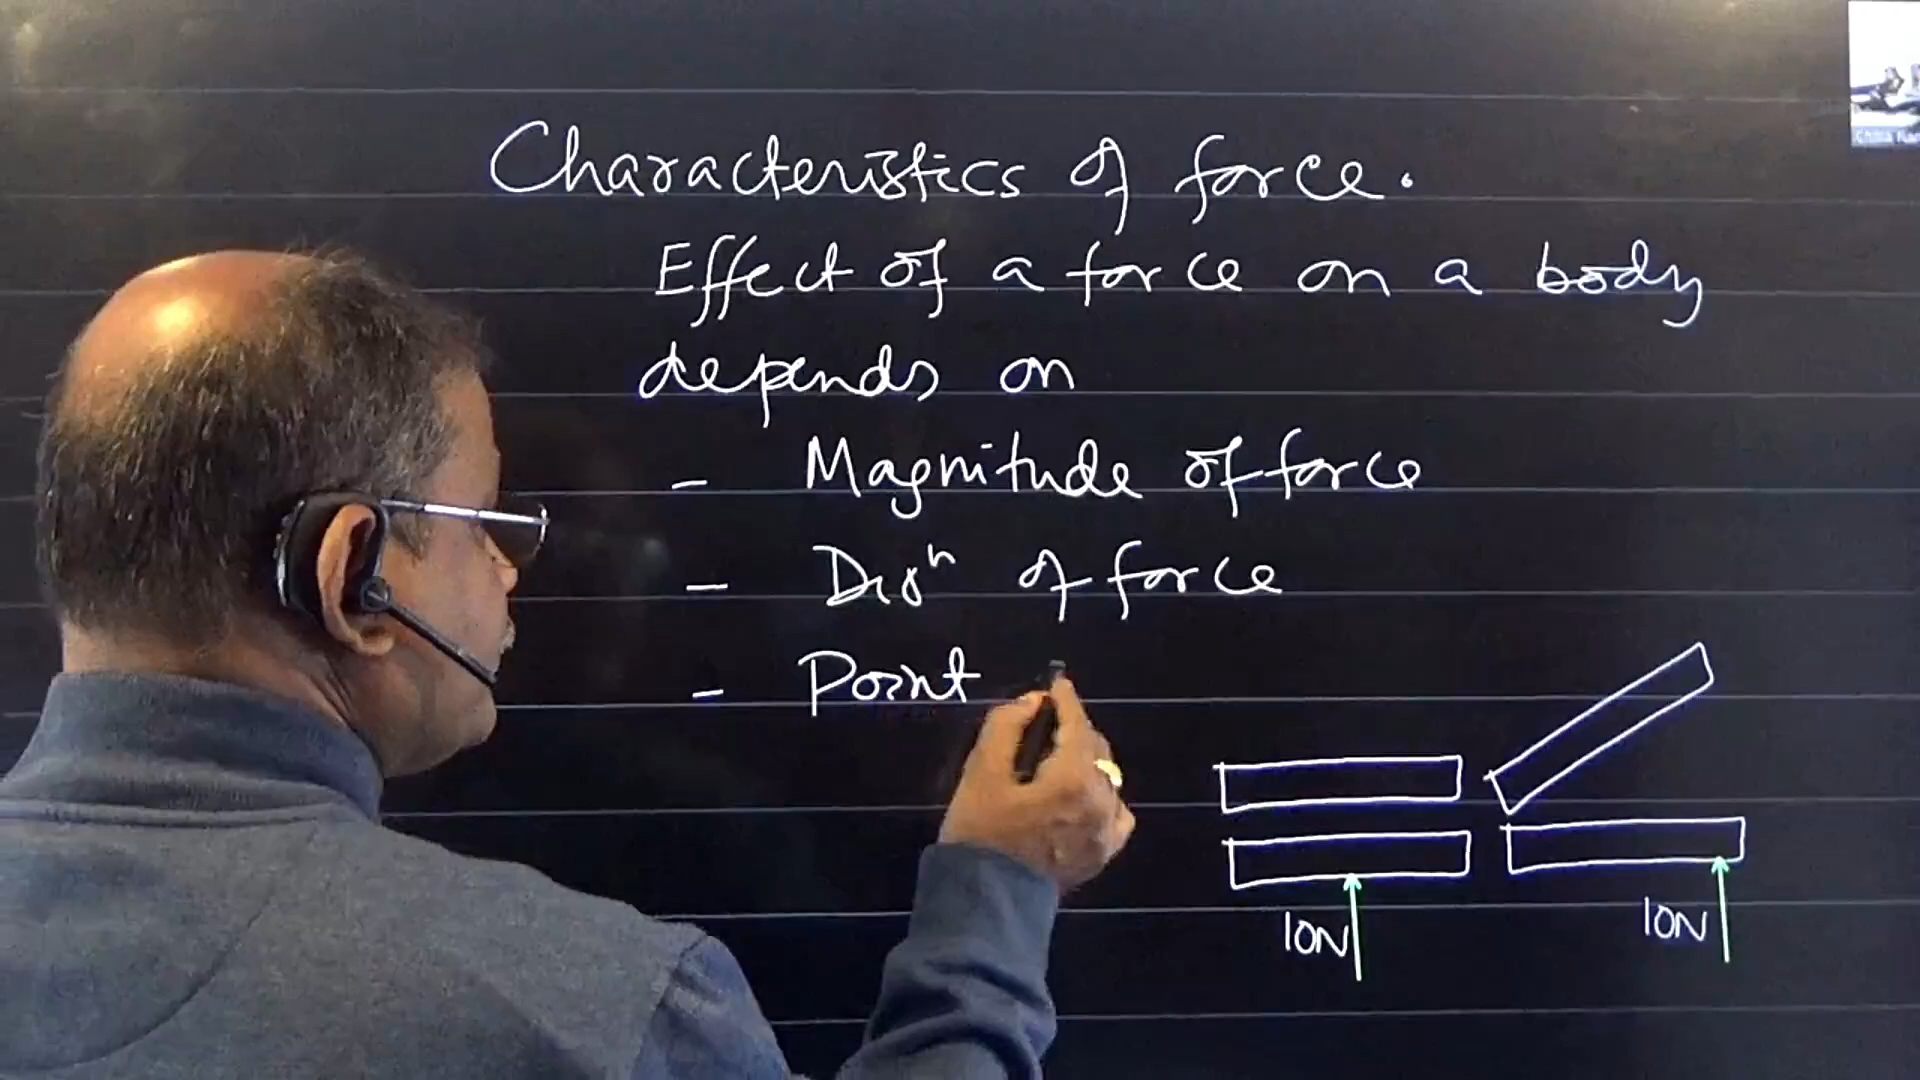 Characteristics of force.
Effect of a force on a body
depends on
- Magnitude of force
- Dirⁿ of force
- Point
10N
10N